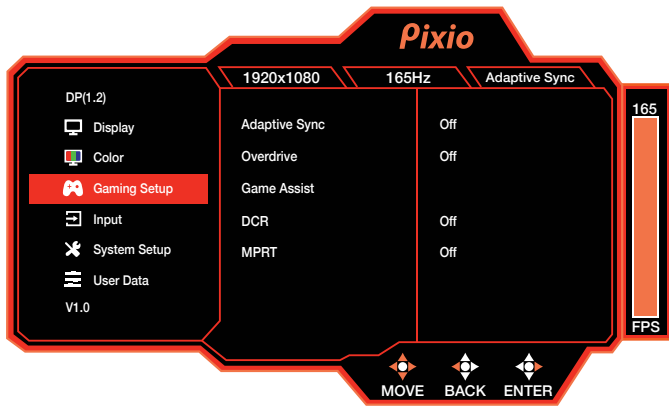 Pixio
1920x1080 165Hz Adaptive Sync
DP(1.2)
Display
Color
Gaming Setup
Input
System Setup
User Data
V1.0
Adaptive Sync Off
Overdrive Off
Game Assist
DCR Off
MPRT Off
165
FPS
MOVE BACK ENTER